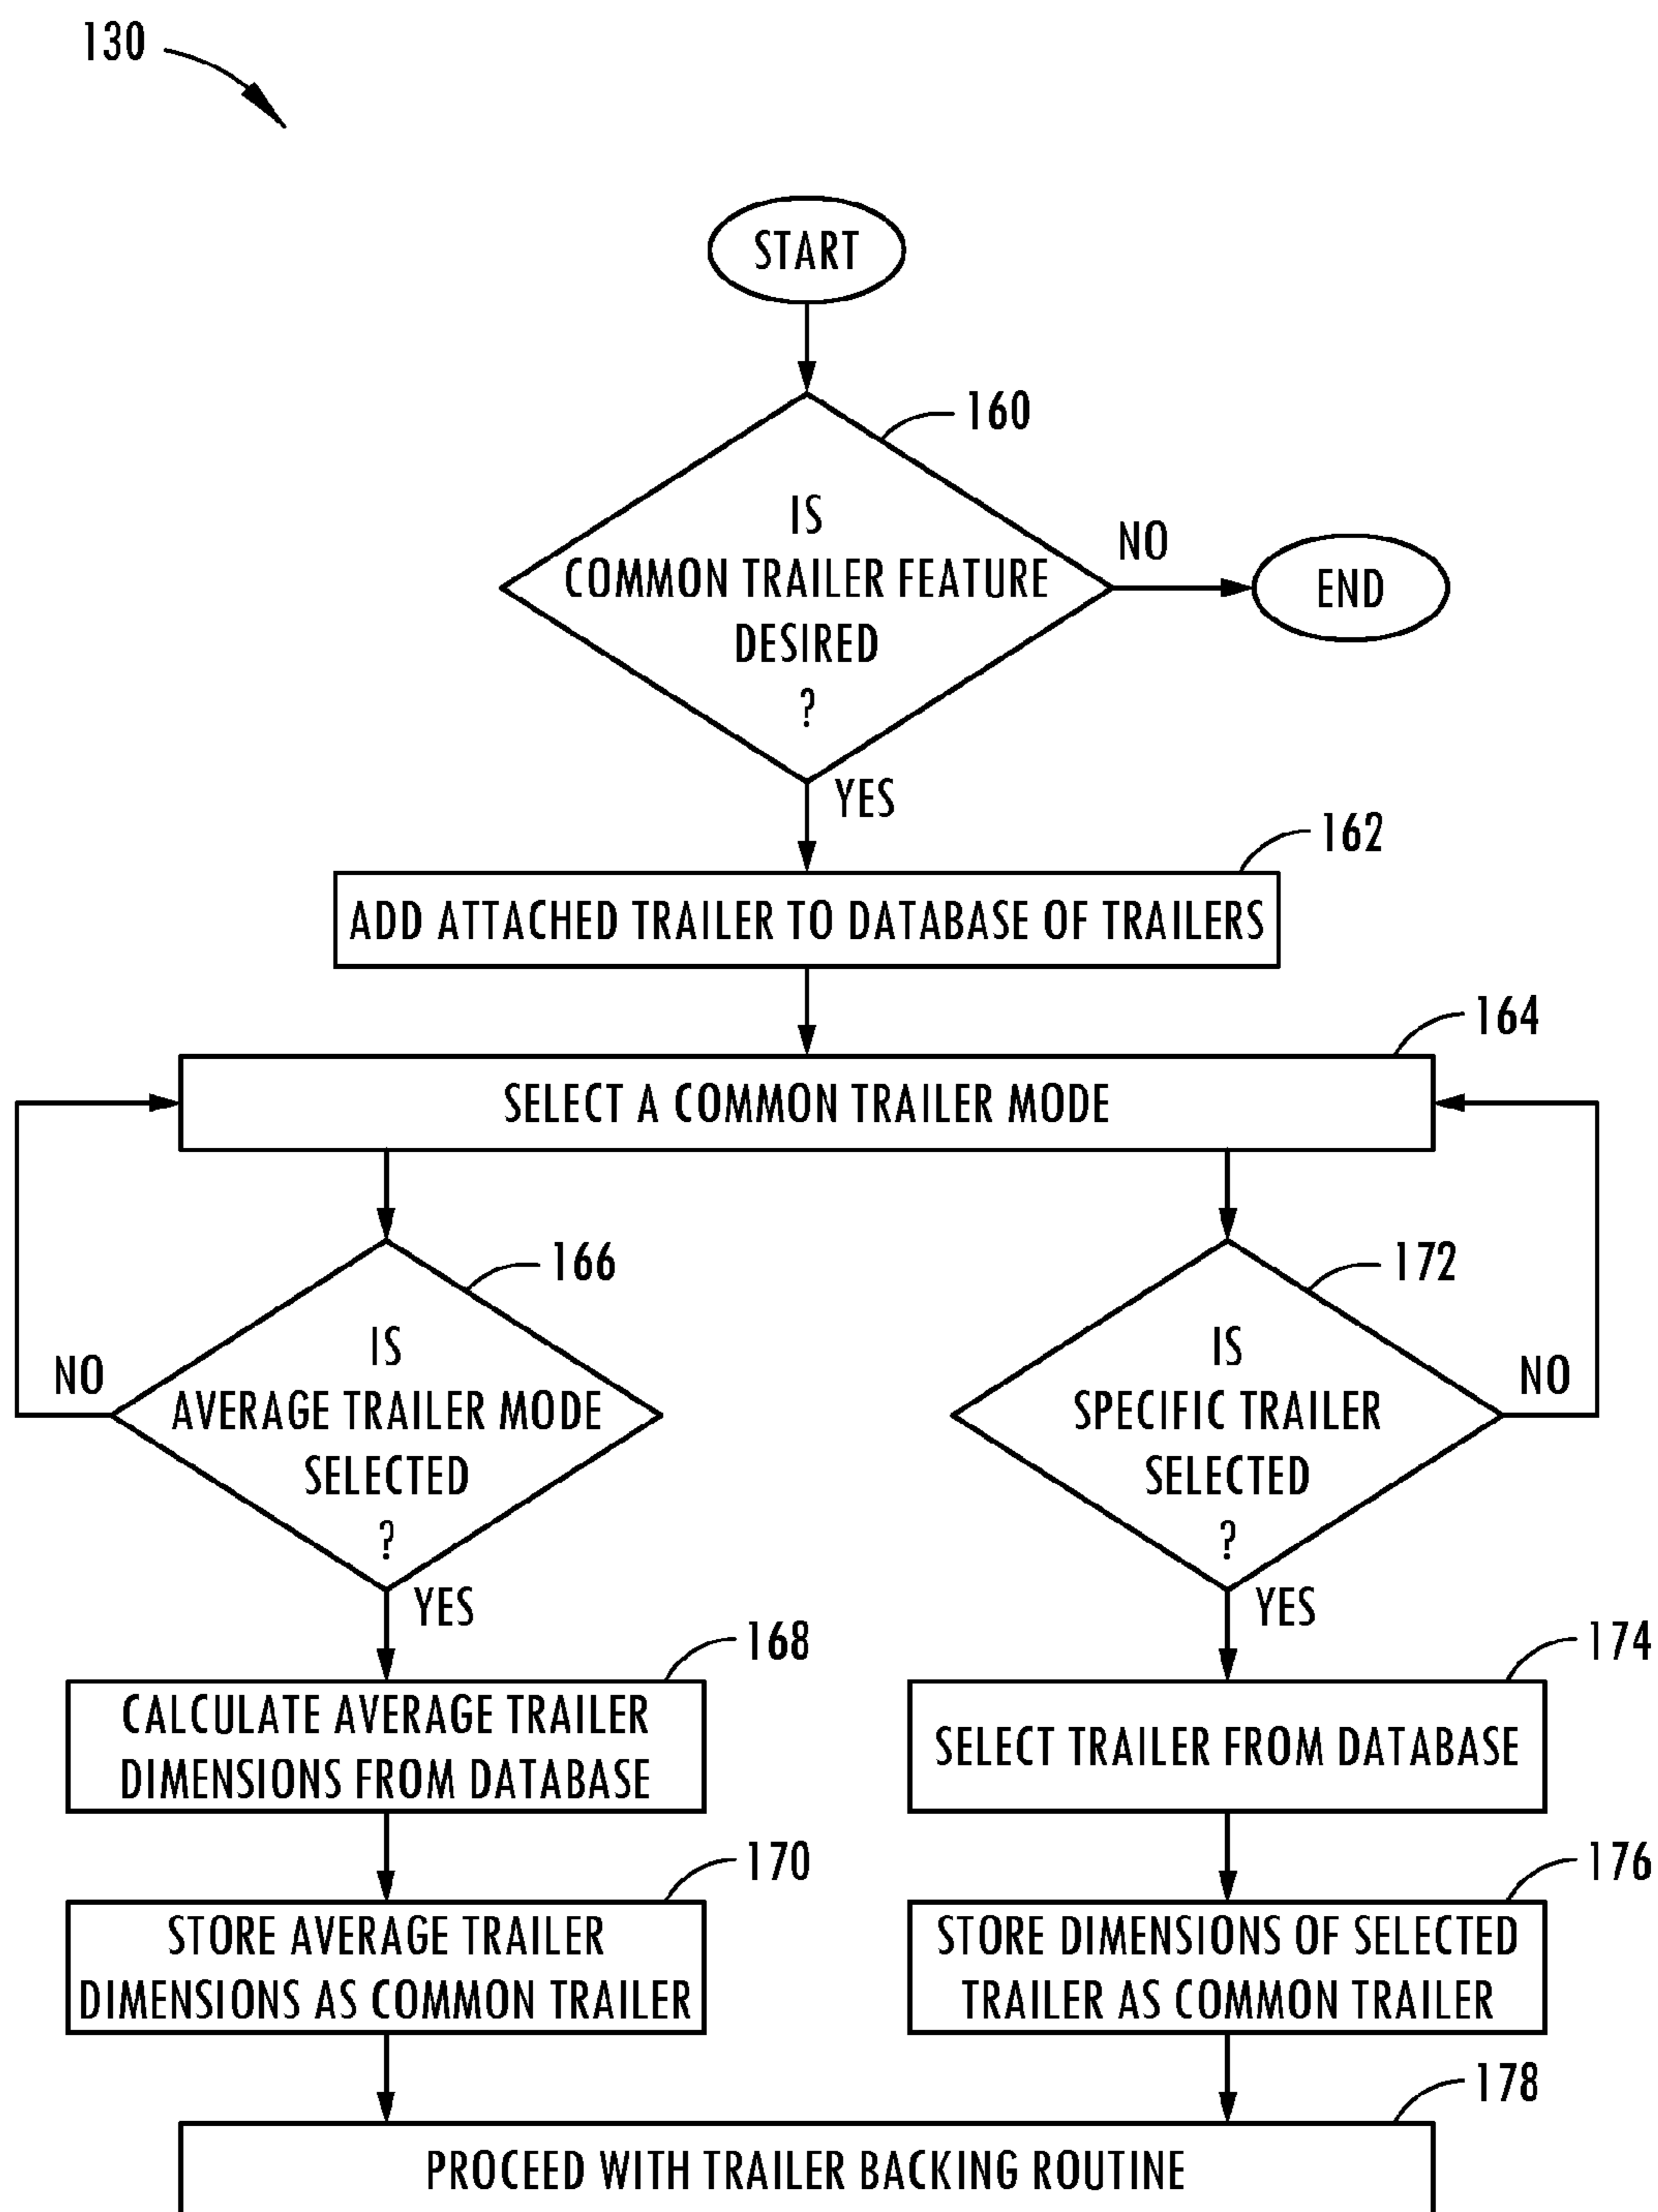 130
START
160
IS
COMMON TRAILER FEATURE
DESIRED
?
NO
END
YES
162
ADD ATTACHED TRAILER TO DATABASE OF TRAILERS
164
SELECT A COMMON TRAILER MODE
166
IS
AVERAGE TRAILER MODE
SELECTED
?
NO
YES
172
IS
SPECIFIC TRAILER
SELECTED
?
NO
YES
168
CALCULATE AVERAGE TRAILER
DIMENSIONS FROM DATABASE
174
SELECT TRAILER FROM DATABASE
170
STORE AVERAGE TRAILER
DIMENSIONS AS COMMON TRAILER
176
STORE DIMENSIONS OF SELECTED
TRAILER AS COMMON TRAILER
178
PROCEED WITH TRAILER BACKING ROUTINE